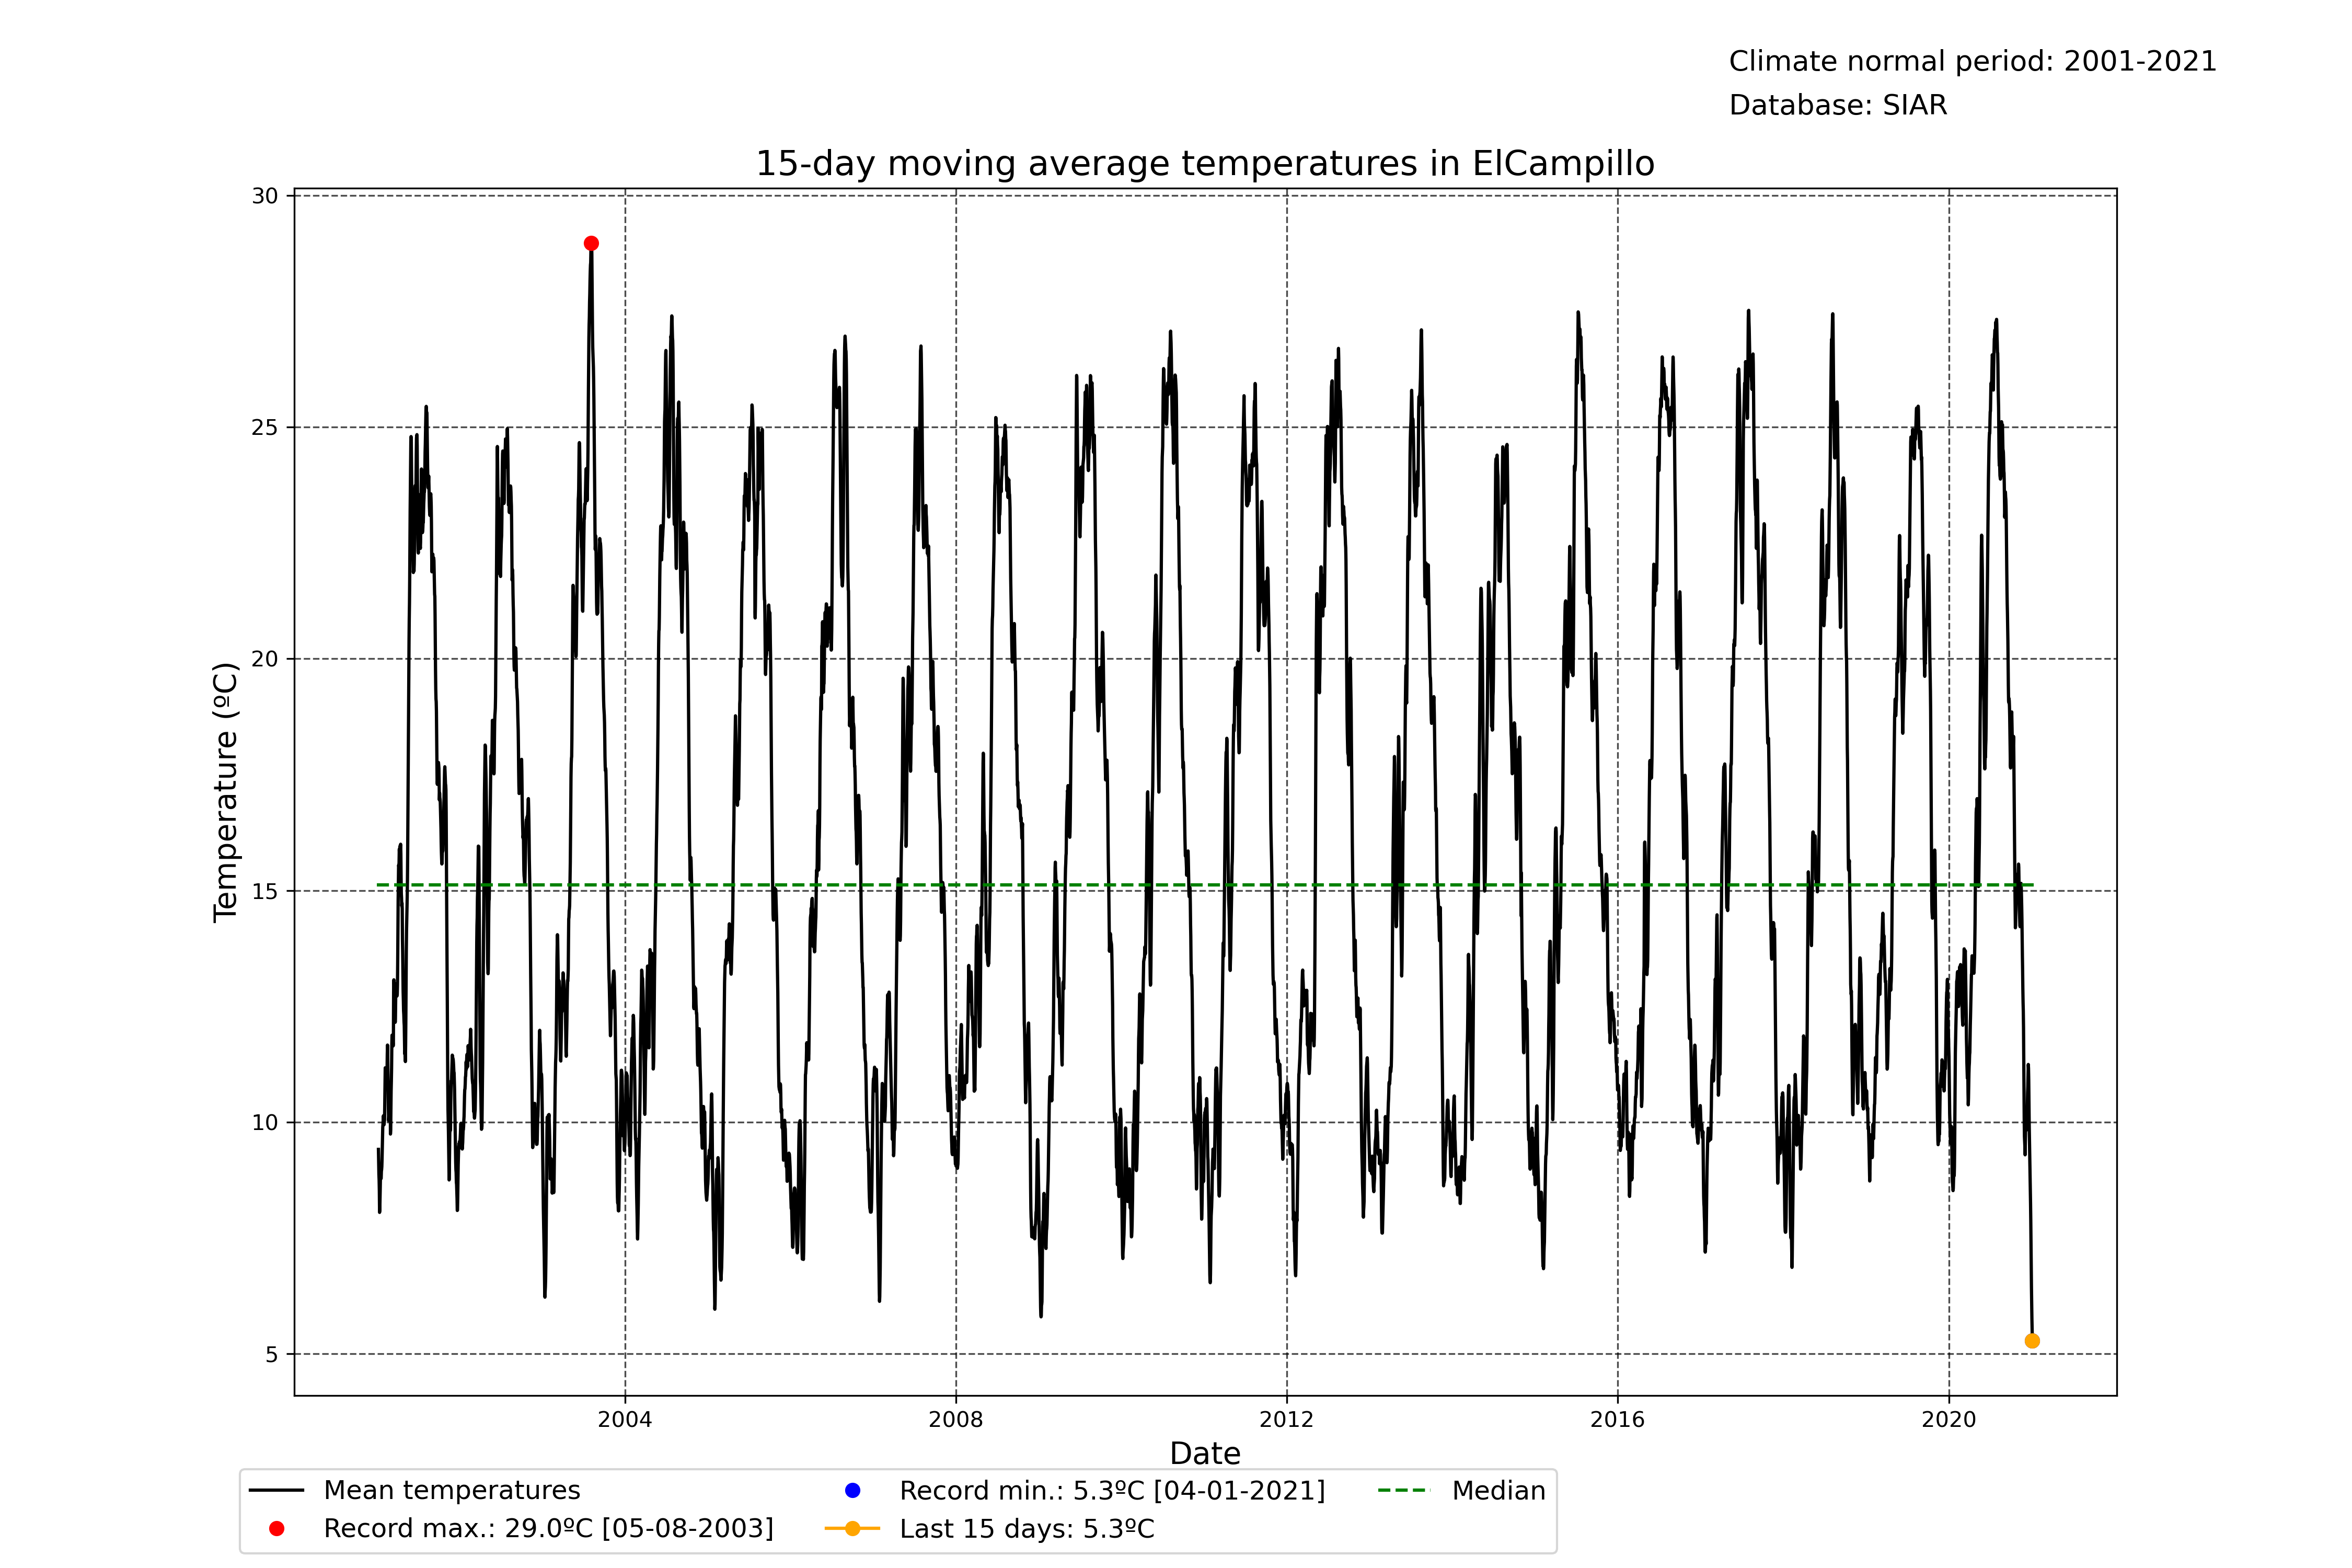 Climate normal period: 2001-2021
Database: SIAR
15-day moving average temperatures in ElCampillo
30
25
20
15
10
5
Temperature (ºC)
2004
2008
2012
2016
2020
Date
Mean temperatures
Record max.: 29.0ºC [05-08-2003]
Record min.: 5.3ºC [04-01-2021]
Last 15 days: 5.3ºC
Median